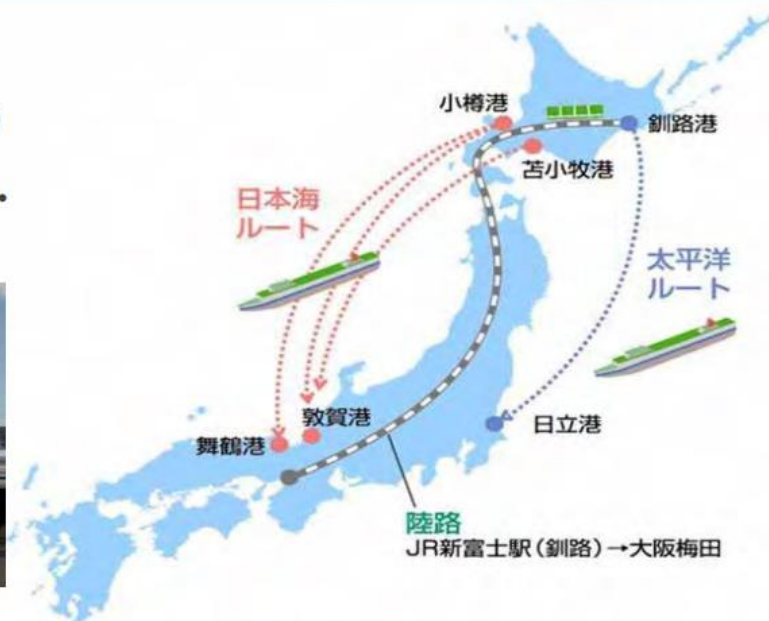 小樽港
釧路港
苫小牧港
日本海
ルート
太平洋
ルート
敦賀港
舞鶴港
日立港
陸路
JR新富士駅(釧路)→大阪梅田